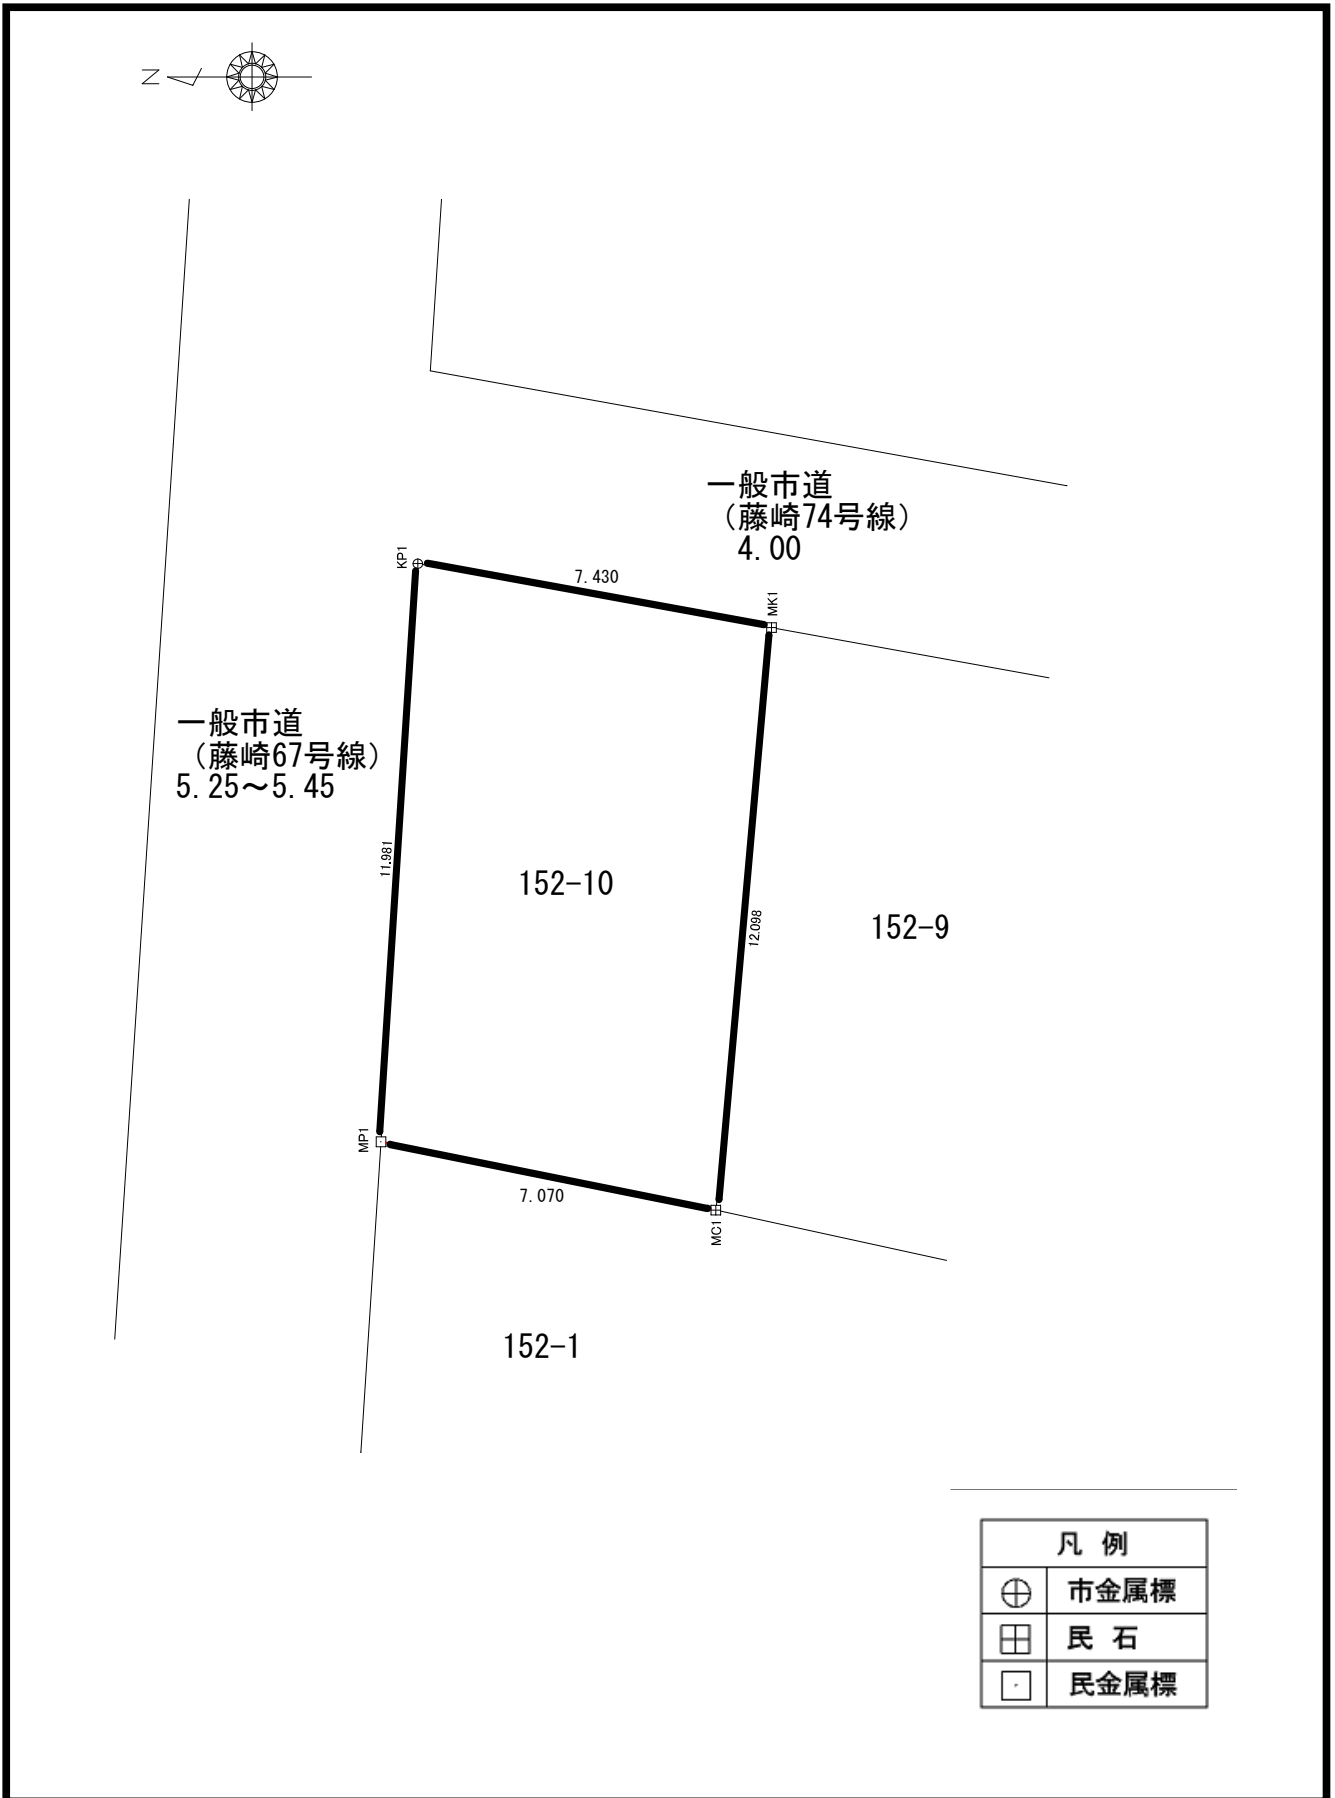 N
一般市道
（藤崎74号線）
4.00
KP1
7.430
MK1
一般市道
（藤崎67号線）
5.25～5.45
11.981
152-10
12.098
152-9
MP1
7.070
MC1
152-1
凡 例
市金属標
民 石
民金属標